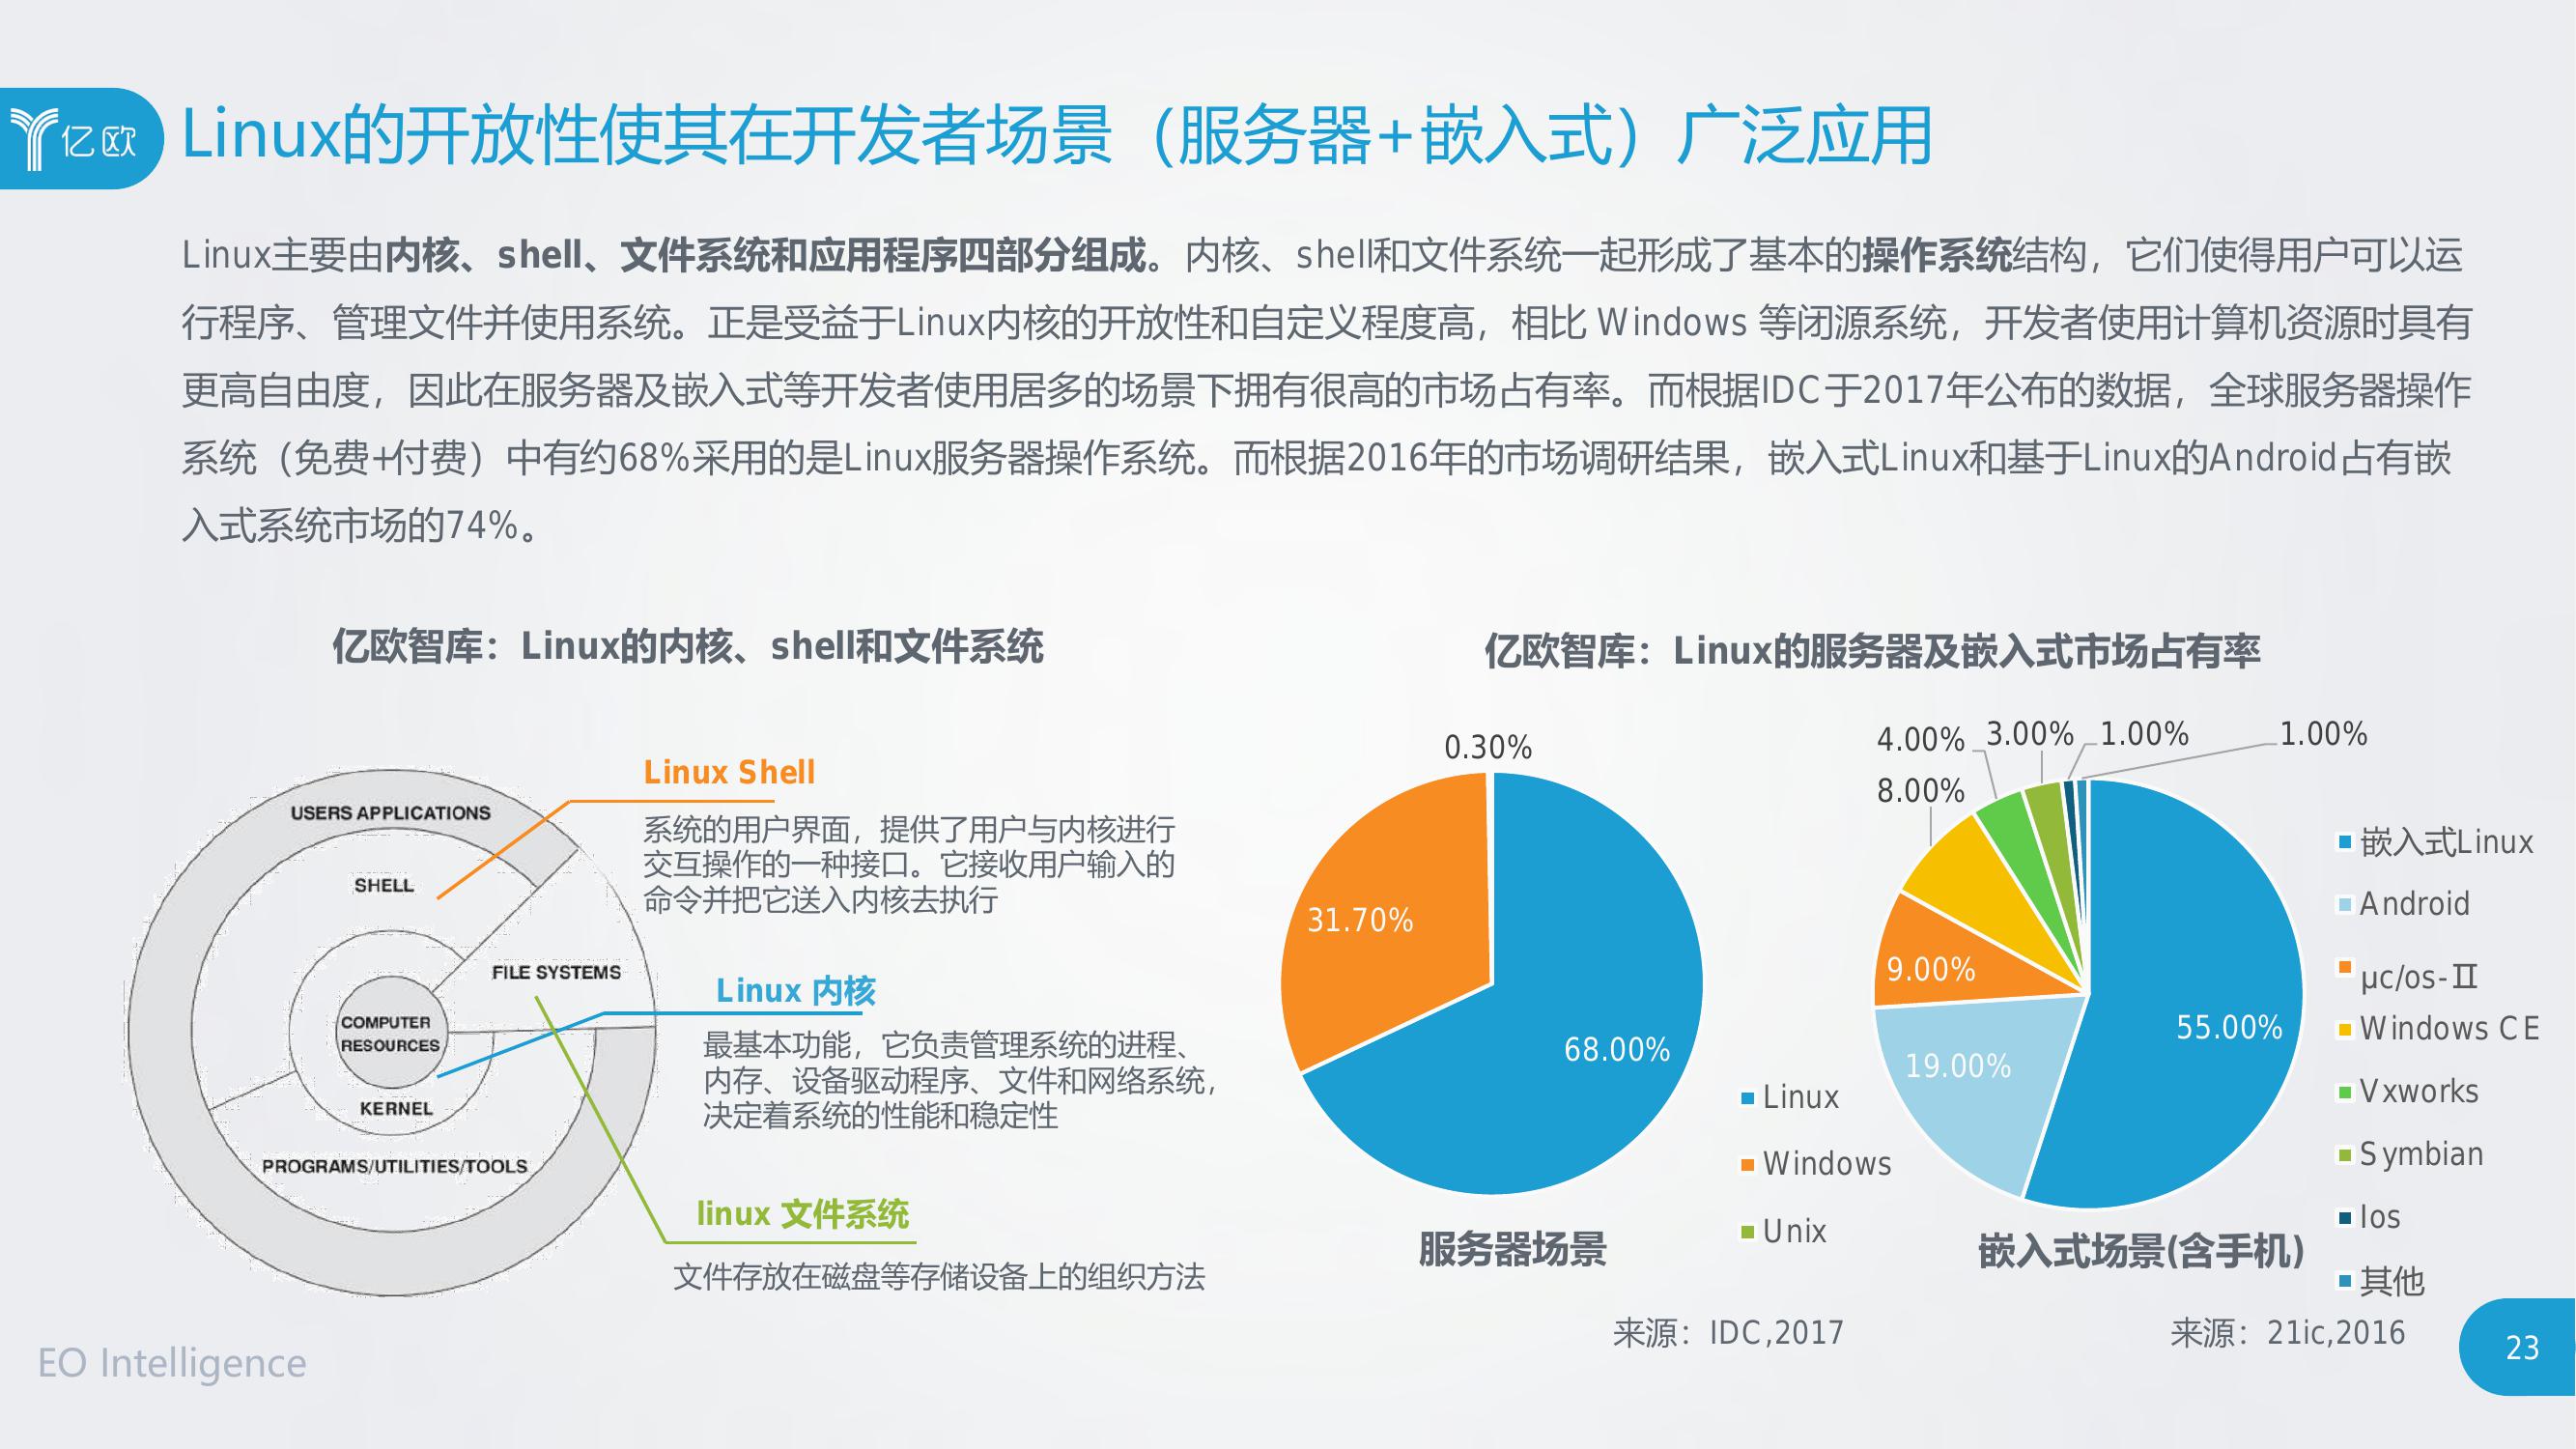 亿欧
Linux的开放性使其在开发者场景（服务器+嵌入式）广泛应用
Linux主要由内核、shell、文件系统和应用程序四部分组成。内核、shell和文件系统一起形成了基本的操作系统结构，它们使得用户可以运
行程序、管理文件并使用系统。正是受益于Linux内核的开放性和自定义程度高，相比 Windows 等闭源系统，开发者使用计算机资源时具有
更高自由度，因此在服务器及嵌入式等开发者使用居多的场景下拥有很高的市场占有率。而根据IDC于2017年公布的数据，全球服务器操作
系统（免费+付费）中有约68%采用的是Linux服务器操作系统。而根据2016年的市场调研结果，嵌入式Linux和基于Linux的Android占有嵌
入式系统市场的74%。
亿欧智库：Linux的内核、shell和文件系统
USERS APPLICATIONS
SHELL
FILE SYSTEMS
COMPUTER
RESOURCES
KERNEL
PROGRAMS/UTILITIES/TOOLS
Linux Shell
系统的用户界面，提供了用户与内核进行
交互操作的一种接口。它接收用户输入的
命令并把它送入内核去执行
Linux 内核
最基本功能，它负责管理系统的进程、
内存、设备驱动程序、文件和网络系统，
决定着系统的性能和稳定性
linux 文件系统
文件存放在磁盘等存储设备上的组织方法
亿欧智库：Linux的服务器及嵌入式市场占有率
0.30%
31.70%
68.00%
Linux
Windows
Unix
服务器场景
来源：IDC,2017
4.00%
3.00%
1.00%
1.00%
8.00%
9.00%
19.00%
55.00%
嵌入式Linux
Android
μc/os-Ⅱ
Windows CE
Vxworks
Symbian
Ios
其他
嵌入式场景(含手机)
来源：21ic,2016
EO Intelligence
23